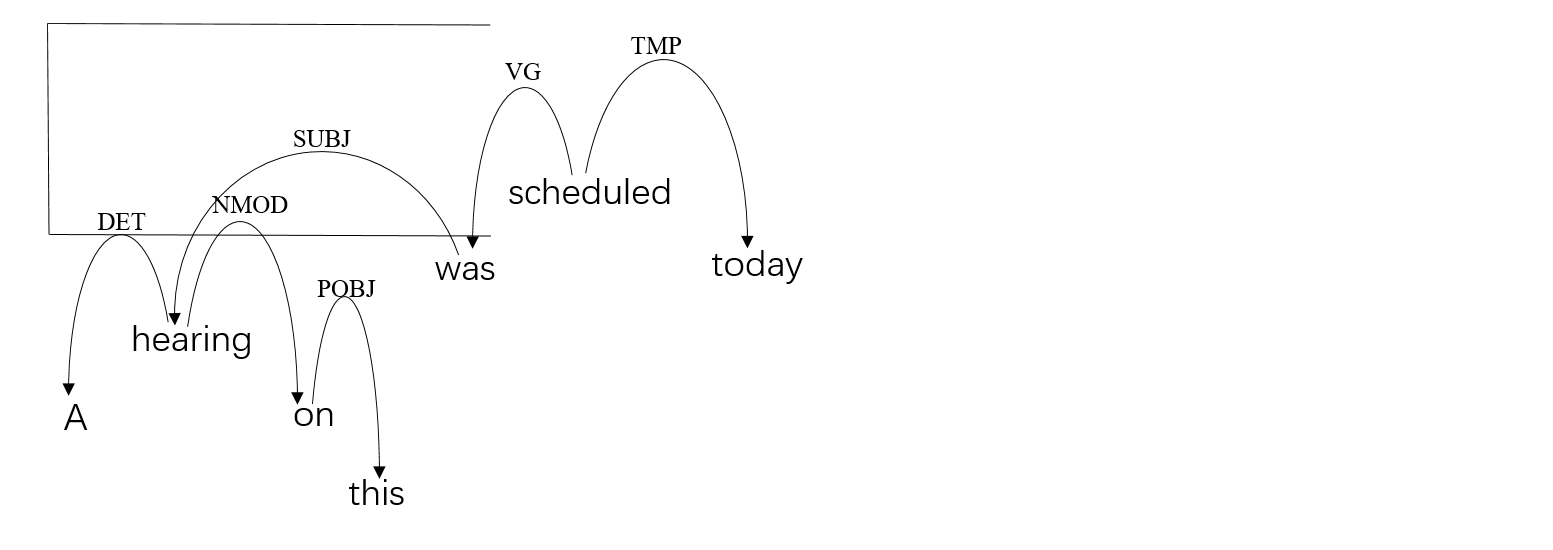 TMP
VG
SUBJ
scheduled
NMOD
DET
was
today
POBJ
hearing
A
on
this